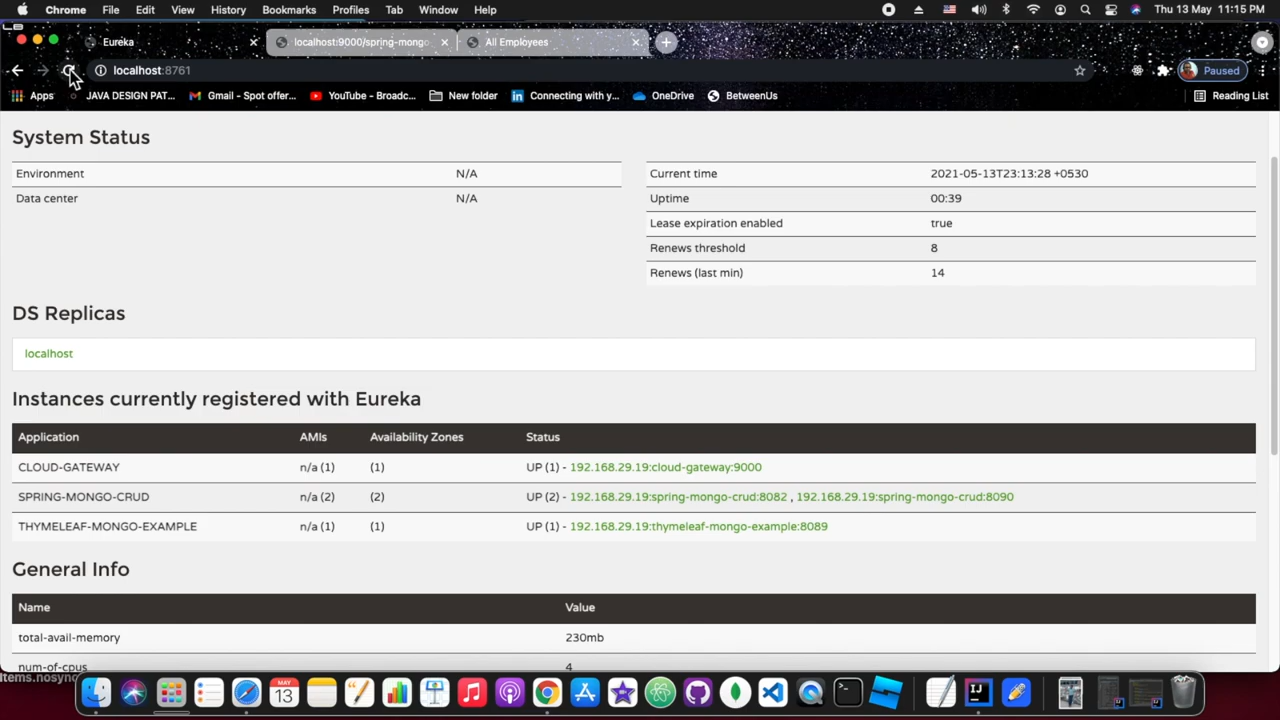 Chrome File Edit View History Bookmarks Profiles Tab Window Help Thu 13 May 11:15 PM
Eureka localhost:9000/spring-mongo All Employees
localhost:8761 Paused
Apps JAVA DESIGN PAT... Gmail - Spot offer... YouTube - Broadc... New folder Connecting with y... OneDrive BetweenUs Reading List
System Status
Environment N/A Current time 2021-05-13T23:13:28 +0530
Data center N/A Uptime 00:39
Lease expiration enabled true
Renews threshold 8
Renews (last min) 14
DS Replicas
localhost
Instances currently registered with Eureka
Application AMIs Availability Zones Status
CLOUD-GATEWAY n/a (1) (1) UP (1) - 192.168.29.19:cloud-gateway:9000
SPRING-MONGO-CRUD n/a (2) (2) UP (2) - 192.168.29.19:spring-mongo-crud:8082 , 192.168.29.19:spring-mongo-crud:8090
THYMELEAF-MONGO-EXAMPLE n/a (1) (1) UP (1) - 192.168.29.19:thymeleaf-mongo-example:8089
General Info
Name Value
total-avail-memory 230mb
num-of-cpus 4
Items.nosync
MAY
13